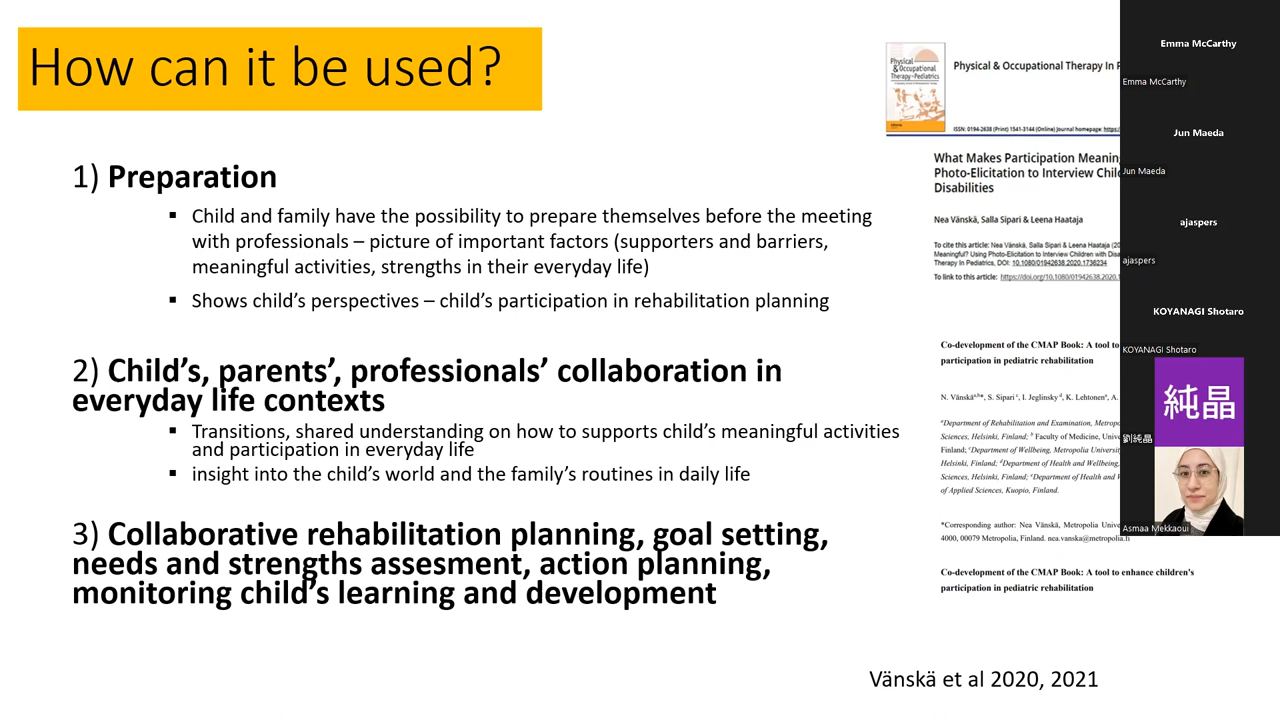 How can it be used?
1) Preparation
▪ Child and family have the possibility to prepare themselves before the meeting
with professionals – picture of important factors (supporters and barriers,
meaningful activities, strengths in their everyday life)
▪ Shows child's perspectives – child's participation in rehabilitation planning
2) Child's, parents', professionals' collaboration in
everyday life contexts
▪ Transitions, shared understanding on how to supports child's meaningful activities
and participation in everyday life
▪ insight into the child's world and the family's routines in daily life
3) Collaborative rehabilitation planning, goal setting,
needs and strengths assesment, action planning,
monitoring child's learning and development
Physical
& Occupational
Therapy in Pediatrics
Physical & Occupational Therapy In
ISSN: 0194-2638 (Print) 1541-3144 (Online) Journal homepage:
What Makes Participation
Photo-Elicitation to Interview
Disabilities
Nea Vänskä, Salla Sipari & Leena Haataja
To cite this article: Nea Vänskä, Salla Sipari & Leena Haataja
Meaningful? Using Photo-Elicitation to Interview Children with
Therapy In Pediatrics, DOI: 10.1080/01942638.2020.1736234
To link to this article: https://doi.org/10.1080/01942638.2020.
Co-development of the CMAP Book: A tool to
participation in pediatric rehabilitation
N. Vänskä, S. Sipari, I. Jeglinsky, K. Lehtonen, A.
Department of Rehabilitation and Examination,
Sciences, Helsinki, Finland; Faculty of Medicine,
Finland; Department of Wellbeing, Metropolia
Helsinki, Finland; Department of Health and Wellbeing,
Sciences, Helsinki, Finland; Department of Health and
of Applied Sciences, Kuopio, Finland.
*Corresponding author: Nea Vänskä, Metropolia
4000, 00079 Metropolia, Finland. nea.vanska@metropolia.fi
Co-development of the CMAP Book: A tool to enhance children's
participation in pediatric rehabilitation
Vänskä et al 2020, 2021
Emma McCarthy
Emma McCarthy
Jun Maeda
Jun Maeda
ajaspers
ajaspers
KOYANAGI Shotaro
KOYANAGI Shotaro
純晶
劉純晶
Asmaa Mekkaoui